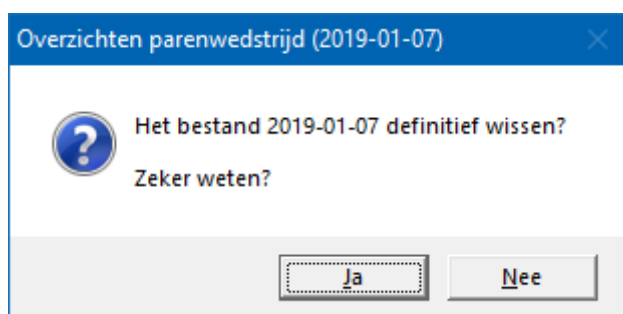 Overzichten parenwedstrijd (2019-01-07)
Het bestand 2019-01-07 definitief wissen?
Zeker weten?
Ja
Nee